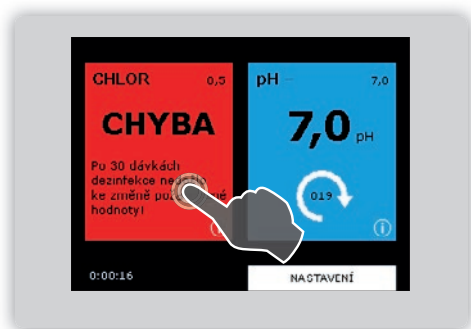 CHLOR 0,5
CHYBA
Po 30 dávkách
dezinfekce
ke změně
hodnoty!
pH 7,0
7,0 pH
019
i
0:00:16
NASTAVENÍ